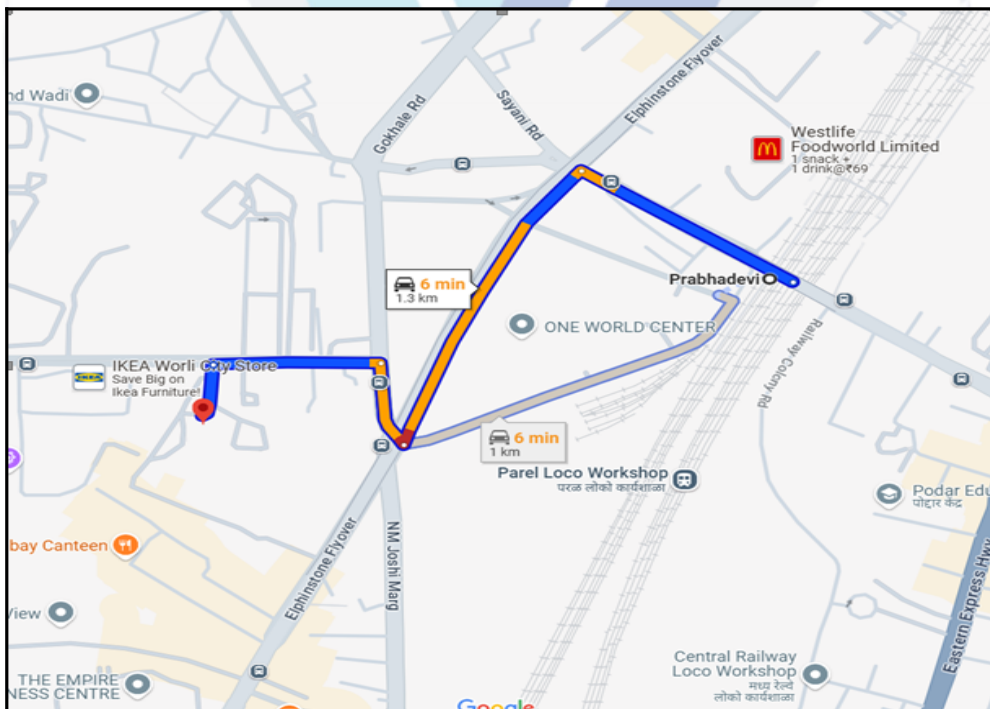 nd Wadi
Gokhale Rd
Sayani Rd
Elphinstone Flyover
Westlife
Foodworld Limited
1 snack +
1 drink@₹69
6 min
1.3 km
Prabhadevi
ONE WORLD CENTER
Railway Colony Rd
IKEA
IKEA Worli City Store
Save Big on
Ikea Furniture!
6 min
1 km
Parel Loco Workshop
परळ लोको कार्यशाळा
Podar Edu
पोद्दार केंद्र
bay Canteen
Elphinstone Flyover
NM Joshi Marg
Eastern Express Hwy
View
THE EMPIRE
NESS CENTRE
Central Railway
Loco Workshop
मध्य रेल्वे
लोको कार्यशाळा
Google